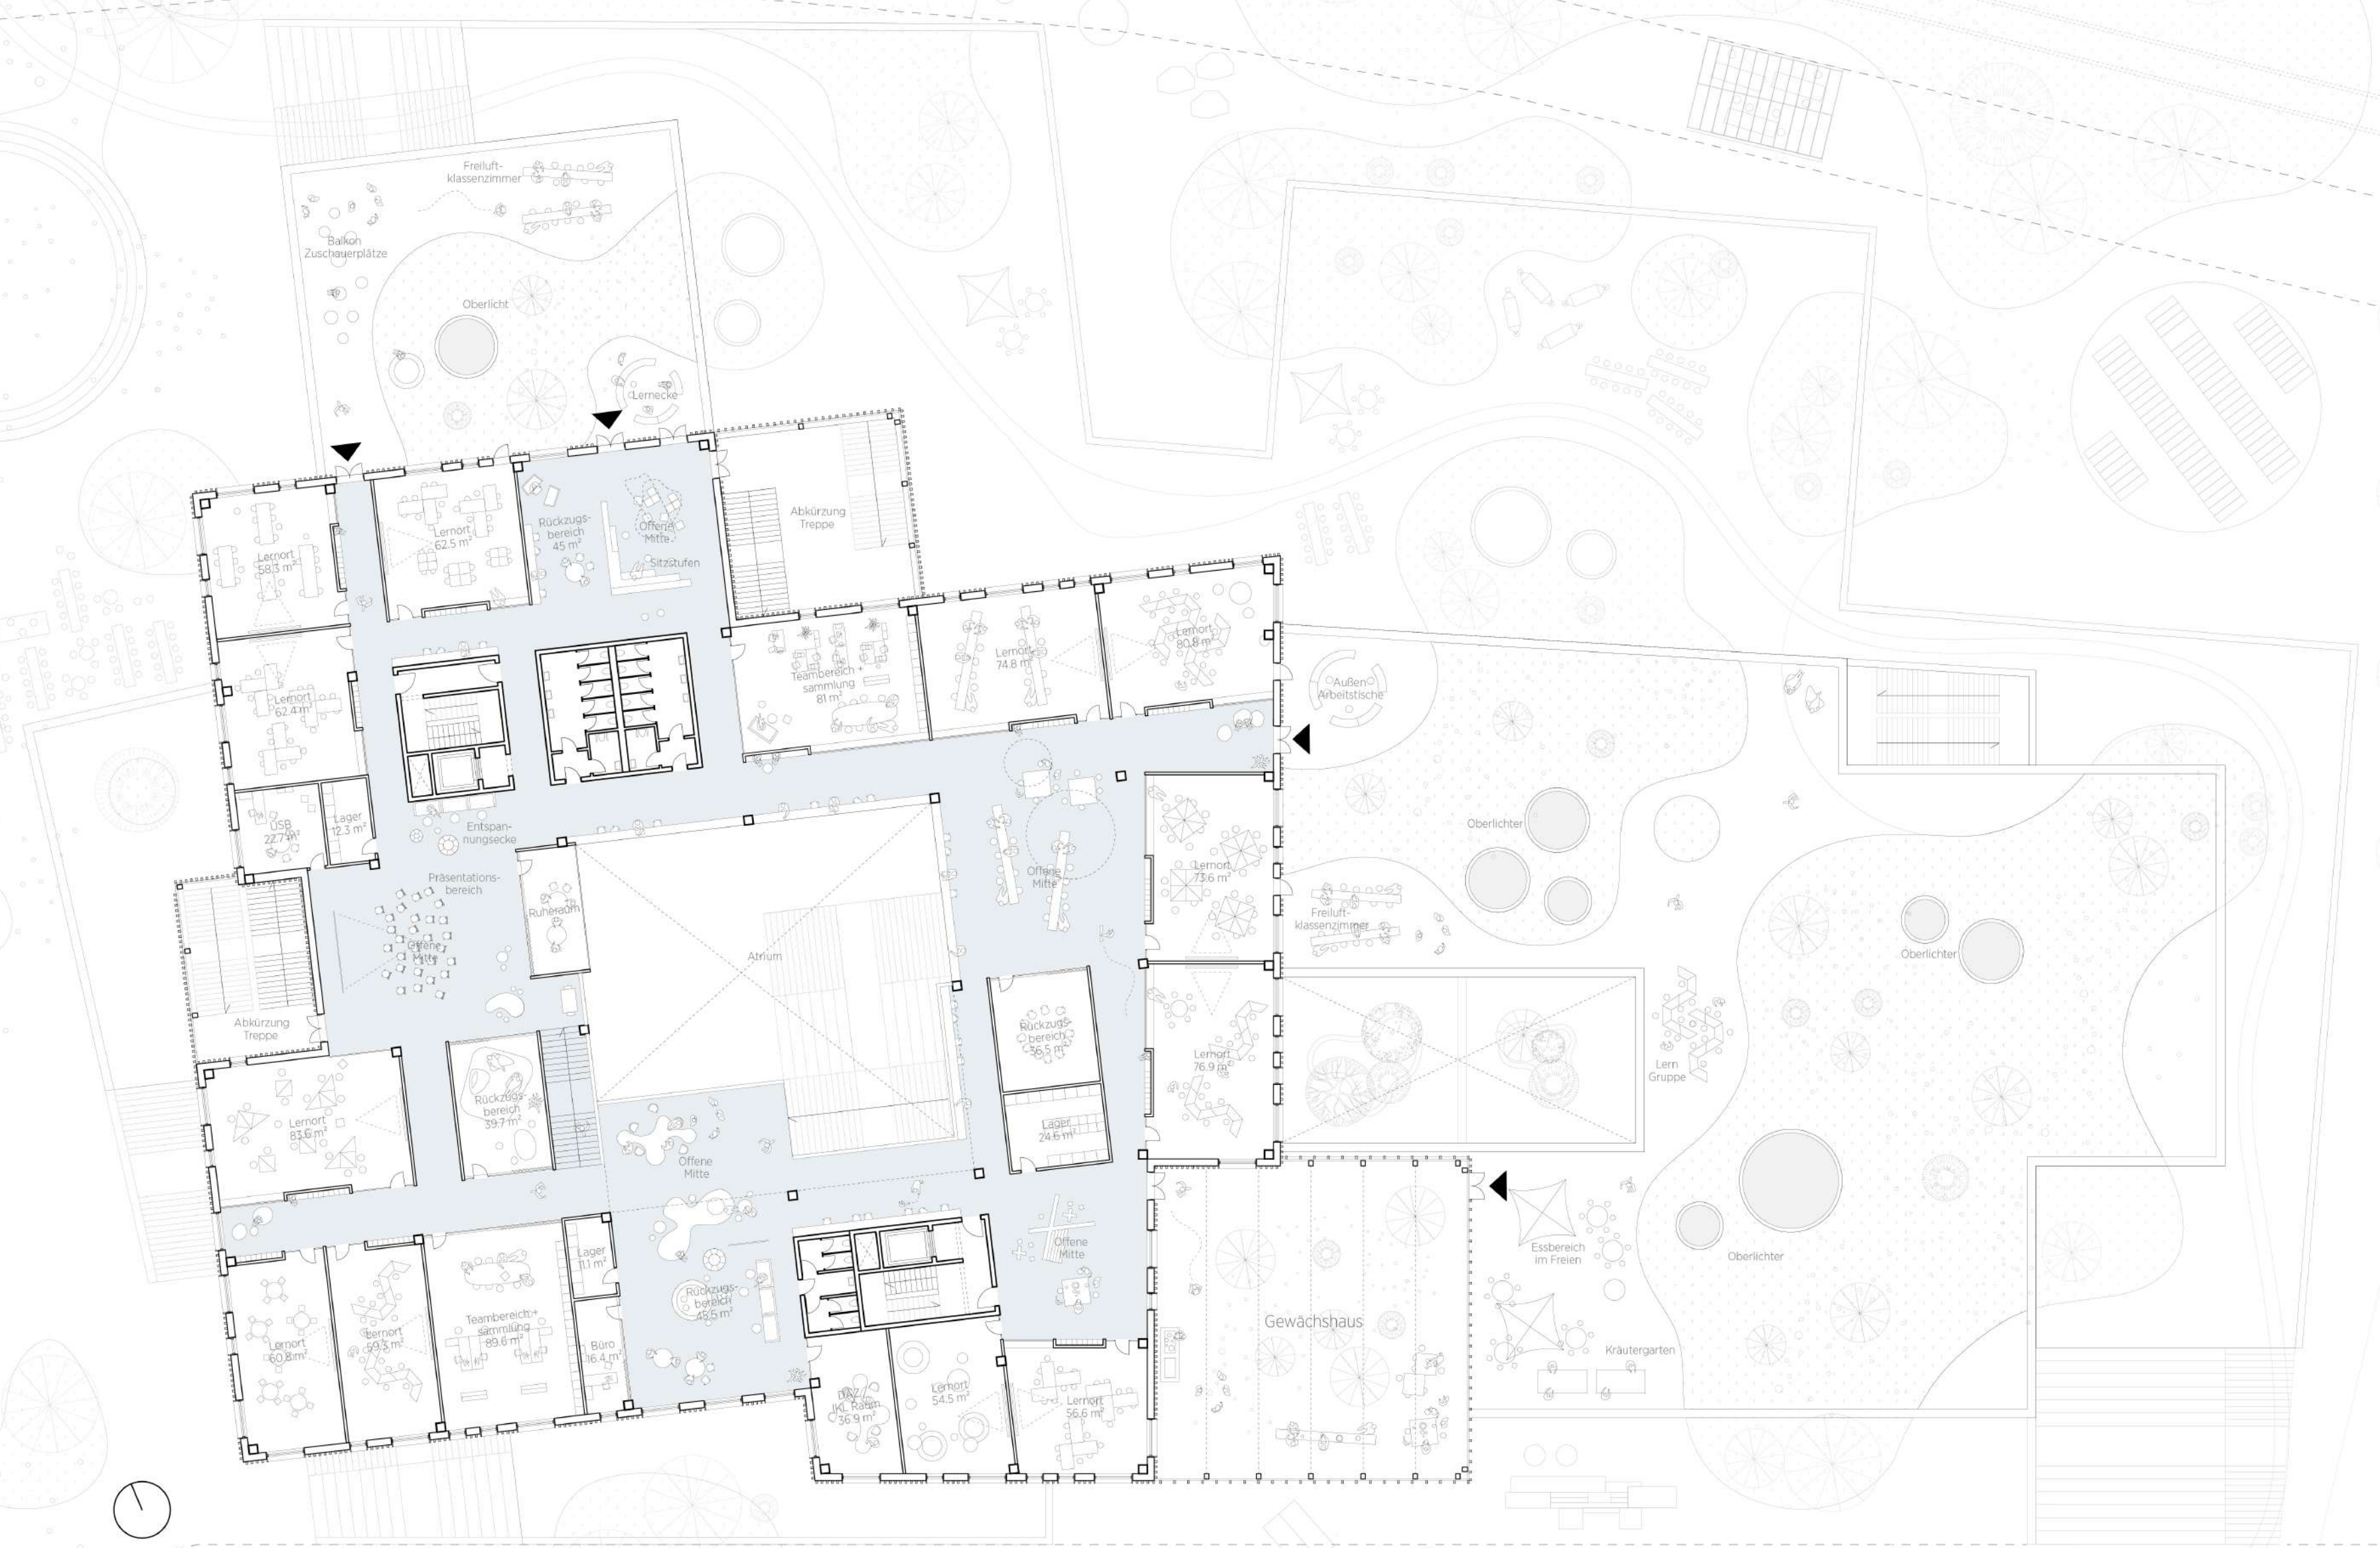 Freiluft-
klassenzimmer
Balkon
Zuschauerplätze
Oberlicht
Lernecke
Abkürzung
Treppe
Rückzugs-
bereich
45 m²
Offene
Mitte
Sitzstufen
Lernort
62.5 m²
Lernort
58.3 m²
Lernort
62.4 m²
Teambereich +
sammlung
81 m²
Lernort
74.8 m²
Lernort
80.8 m²
Außen
Arbeitstische
USB
22.7 m²
Lager
12.3 m²
Entspan-
nungsecke
Präsentations-
bereich
Offene
Mitte
Ruheraum
Atrium
Offene
Mitte
Lernort
73.6 m²
Freiluft-
klassenzimmer
Oberlichter
Oberlichter
Abkürzung
Treppe
Rückzugs-
bereich
36.5 m²
Lernort
76.9 m²
Lern
Gruppe
Lernort
83.6 m²
Rückzugs-
bereich
39.7 m²
Lager
24.6 m²
Offene
Mitte
Offene
Mitte
Essbereich
im Freien
Oberlichter
Lager
11.1 m²
Rückzugs-
bereich
45.5 m²
Gewächshaus
Kräutergarten
Lernort
60.8 m²
Lernort
59.3 m²
Teambereich +
sammlung
89.6 m²
Büro
16.4 m²
DAZ /
IKL Raum
36.9 m²
Lernort
54.5 m²
Lernort
56.6 m²